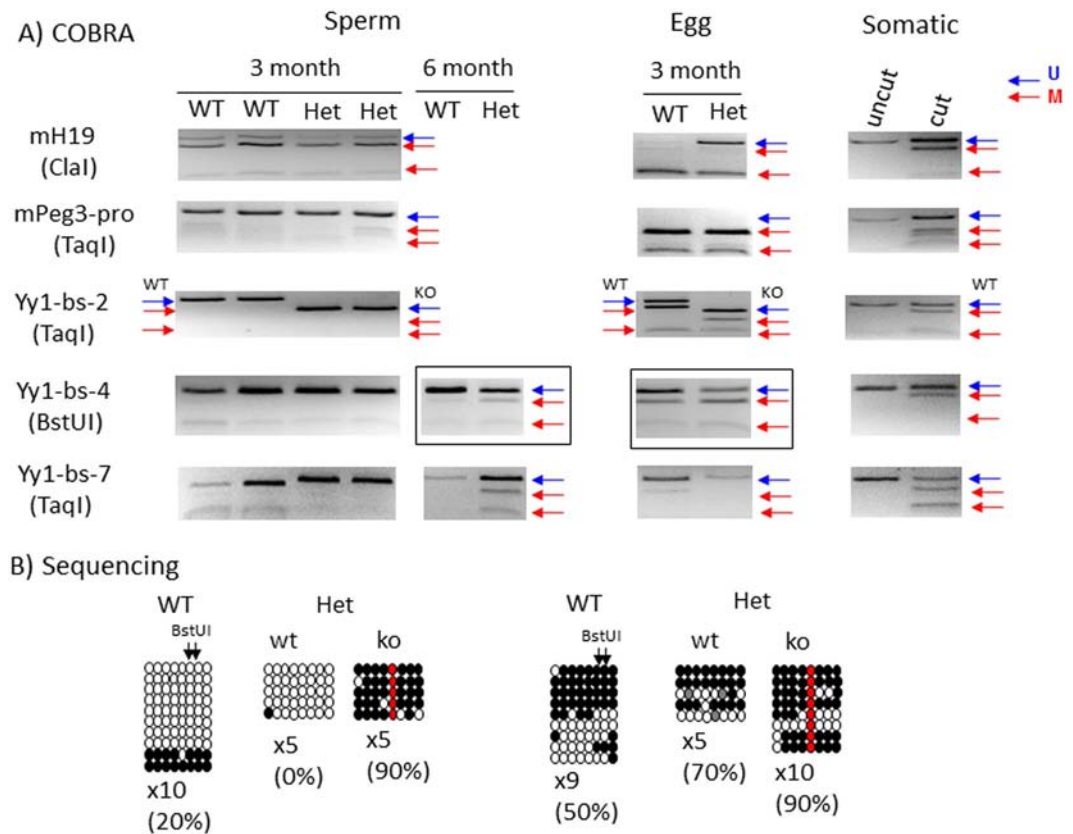 A) COBRA
Sperm
Egg
Somatic
3 month
6 month
3 month
uncut
cut
U
M
WT WT Het Het
WT Het
WT Het
mH19
(ClaI)
mPeg3-pro
(TaqI)
WT
KO
WT
KO
WT
Yy1-bs-2
(TaqI)
Yy1-bs-4
(BstUI)
Yy1-bs-7
(TaqI)
B) Sequencing
WT
BstUI
x10
(20%)
Het
wt
x5
(0%)
ko
x5
(90%)
WT
BstUI
x9
(50%)
Het
wt
x5
(70%)
ko
x10
(90%)